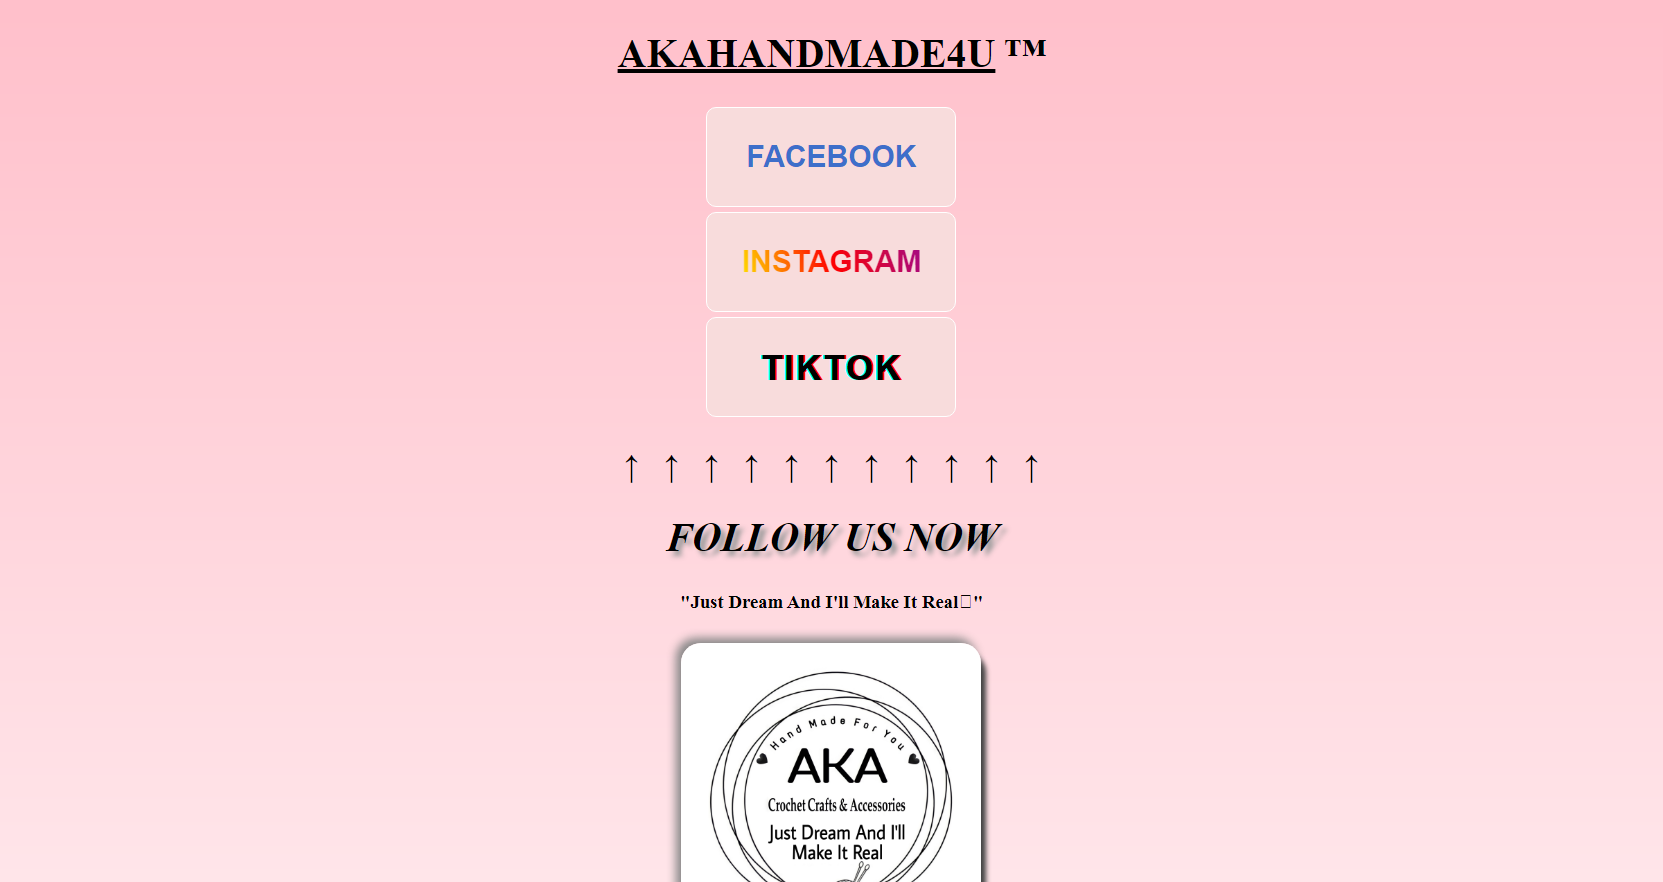 AKAHANDMADE4U ™
FACEBOOK
INSTAGRAM
TIKTOK
↑ ↑ ↑ ↑ ↑ ↑ ↑ ↑ ↑ ↑ ↑
FOLLOW US NOW
"Just Dream And I'll Make It Real"
Hand Made For You
AKA
Crochet Crafts & Accessories
Just Dream And I'll
Make It Real